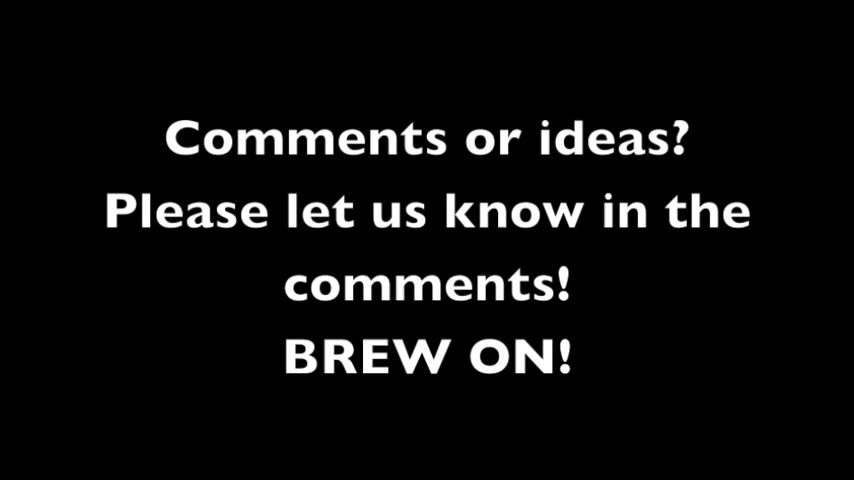 Comments or ideas?
Please let us know in the
comments!
BREW ON!